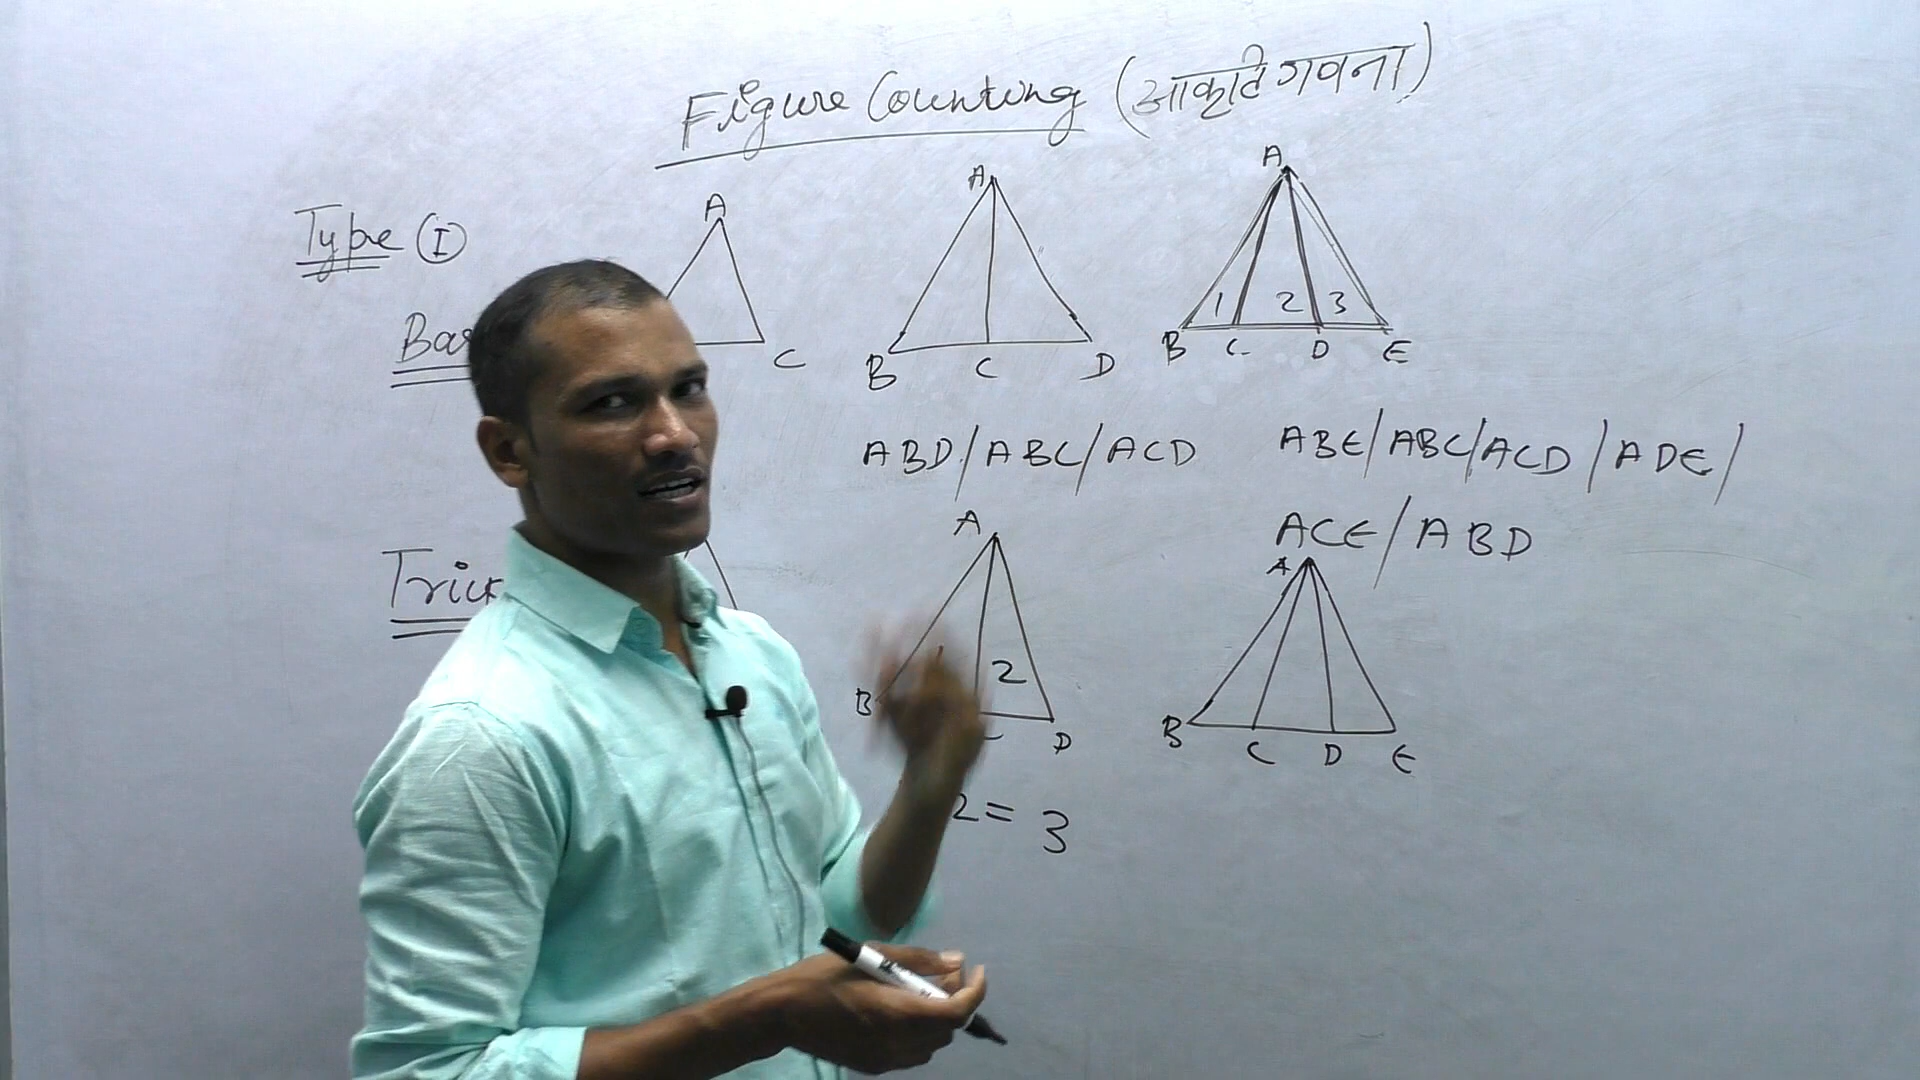 Figure Counting (आकृति गणना)
Type I
A
C
A
B C D
A
1 2 3
B C D E
ABD/ABC/ACD
ABE/ABC/ACD/ADE/
ACE/ABD
Trick
A
2
B C D
2 = 3
A
B C D E